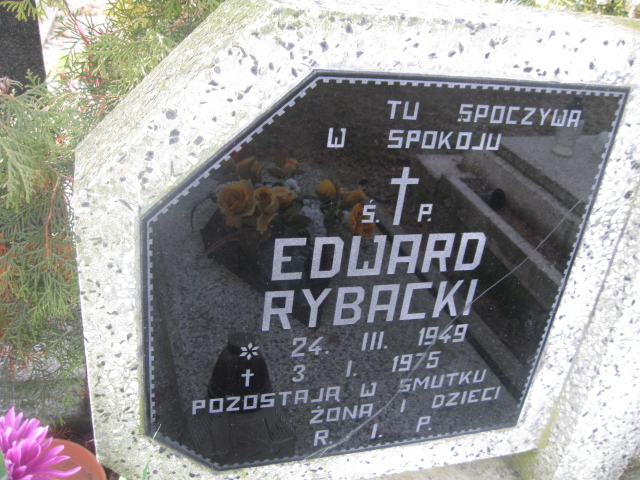 TU SPOCZYWA
W SPOKOJU
Ś. P.
EDWARD
RYBACKI
24. III. 1949
3. I. 1975
POZOSTAJĄ W SMUTKU
ŻONA I DZIECI
R. I. P.